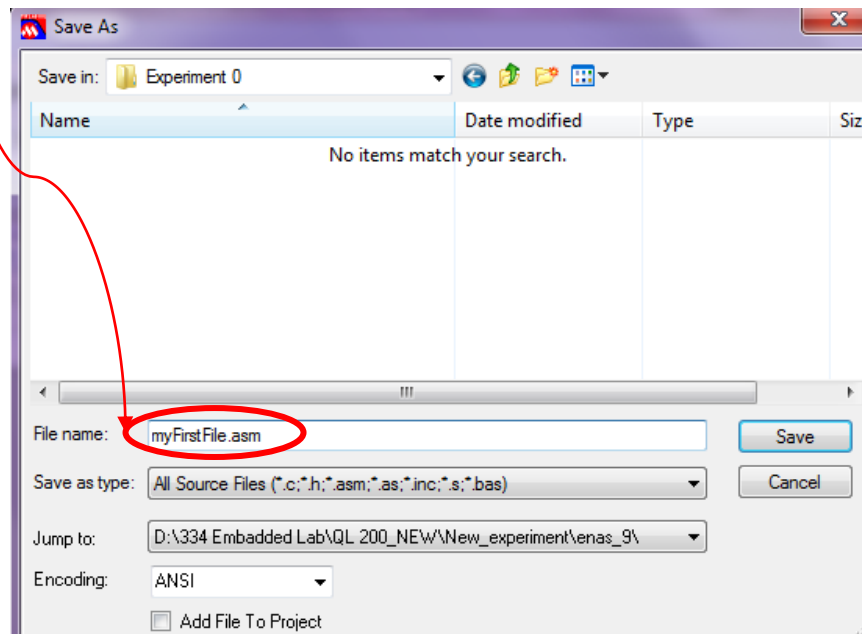 Save As
Save in: Experiment 0
Name Date modified Type Siz
No items match your search.
File name: myFirstFile.asm Save
Save as type: All Source Files (*.c;*.h;*.asm;*.as;*.inc;*.s;*.bas) Cancel
Jump to: D:\334 Embadded Lab\QL 200_NEW\New_experiment\enas_9\
Encoding: ANSI
Add File To Project